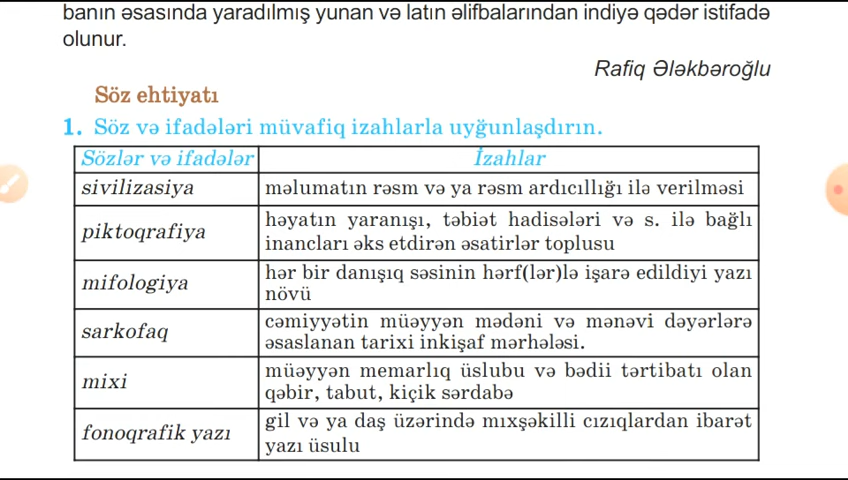 banın əsasında yaradılmış yunan və latın əlifbalarından indiyə qədər istifadə
olunur.
Rafiq Ələkbəroğlu
Söz ehtiyatı
1. Söz və ifadələri müvafiq izahlarla uyğunlaşdırın.
Sözlər və ifadələr İzahlar
sivilizasiya məlumatın rəsm və ya rəsm ardıcıllığı ilə verilməsi
piktoqrafiya
həyatın yaranışı, təbiət hadisələri və s. ilə bağlı
inancları əks etdirən əsatirlər toplusu
mifologiya
hər bir danışıq səsinin hərf(lər)lə işarə edildiyi yazı
növü
sarkofaq
cəmiyyətin müəyyən mədəni və mənəvi dəyərlərə
əsaslanan tarixi inkişaf mərhələsi.
mixi
müəyyən memarlıq üslubu və bədii tərtibatı olan
qəbir, tabut, kiçik sərdabə
fonoqrafik yazı
gil və ya daş üzərində mıxşəkilli cızıqlardan ibarət
yazı üsulu